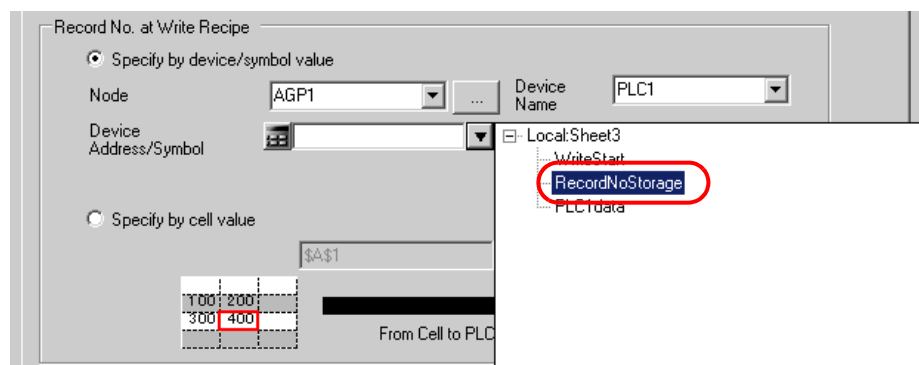 Record No. at Write Recipe
Specify by device/symbol value
Node
AGP1
...
Device
Name
PLC1
Device
Address/Symbol
Local:Sheet3
WriteStart
RecordNoStorage
PLC1data
Specify by cell value
$A$1
100 200
300 400
From Cell to PLC